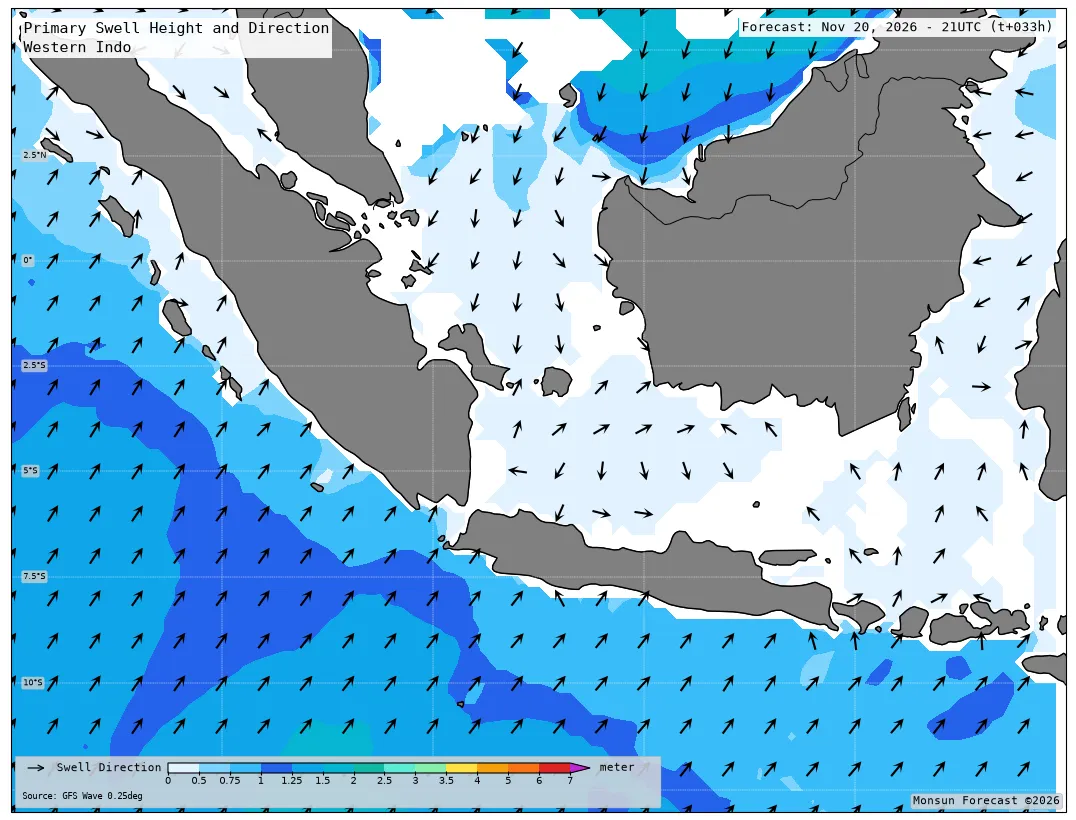 Primary Swell Height and Direction
Western Indo
Forecast: Nov 20, 2026 - 21UTC (t+033h)
2.5°N
0°
2.5°S
5°S
7.5°S
10°S
Swell Direction
0 0.5 0.75 1 1.25 1.5 2 2.5 3 3.5 4 5 6 7
meter
Source: GFS Wave 0.25deg
Monsun Forecast ©2026